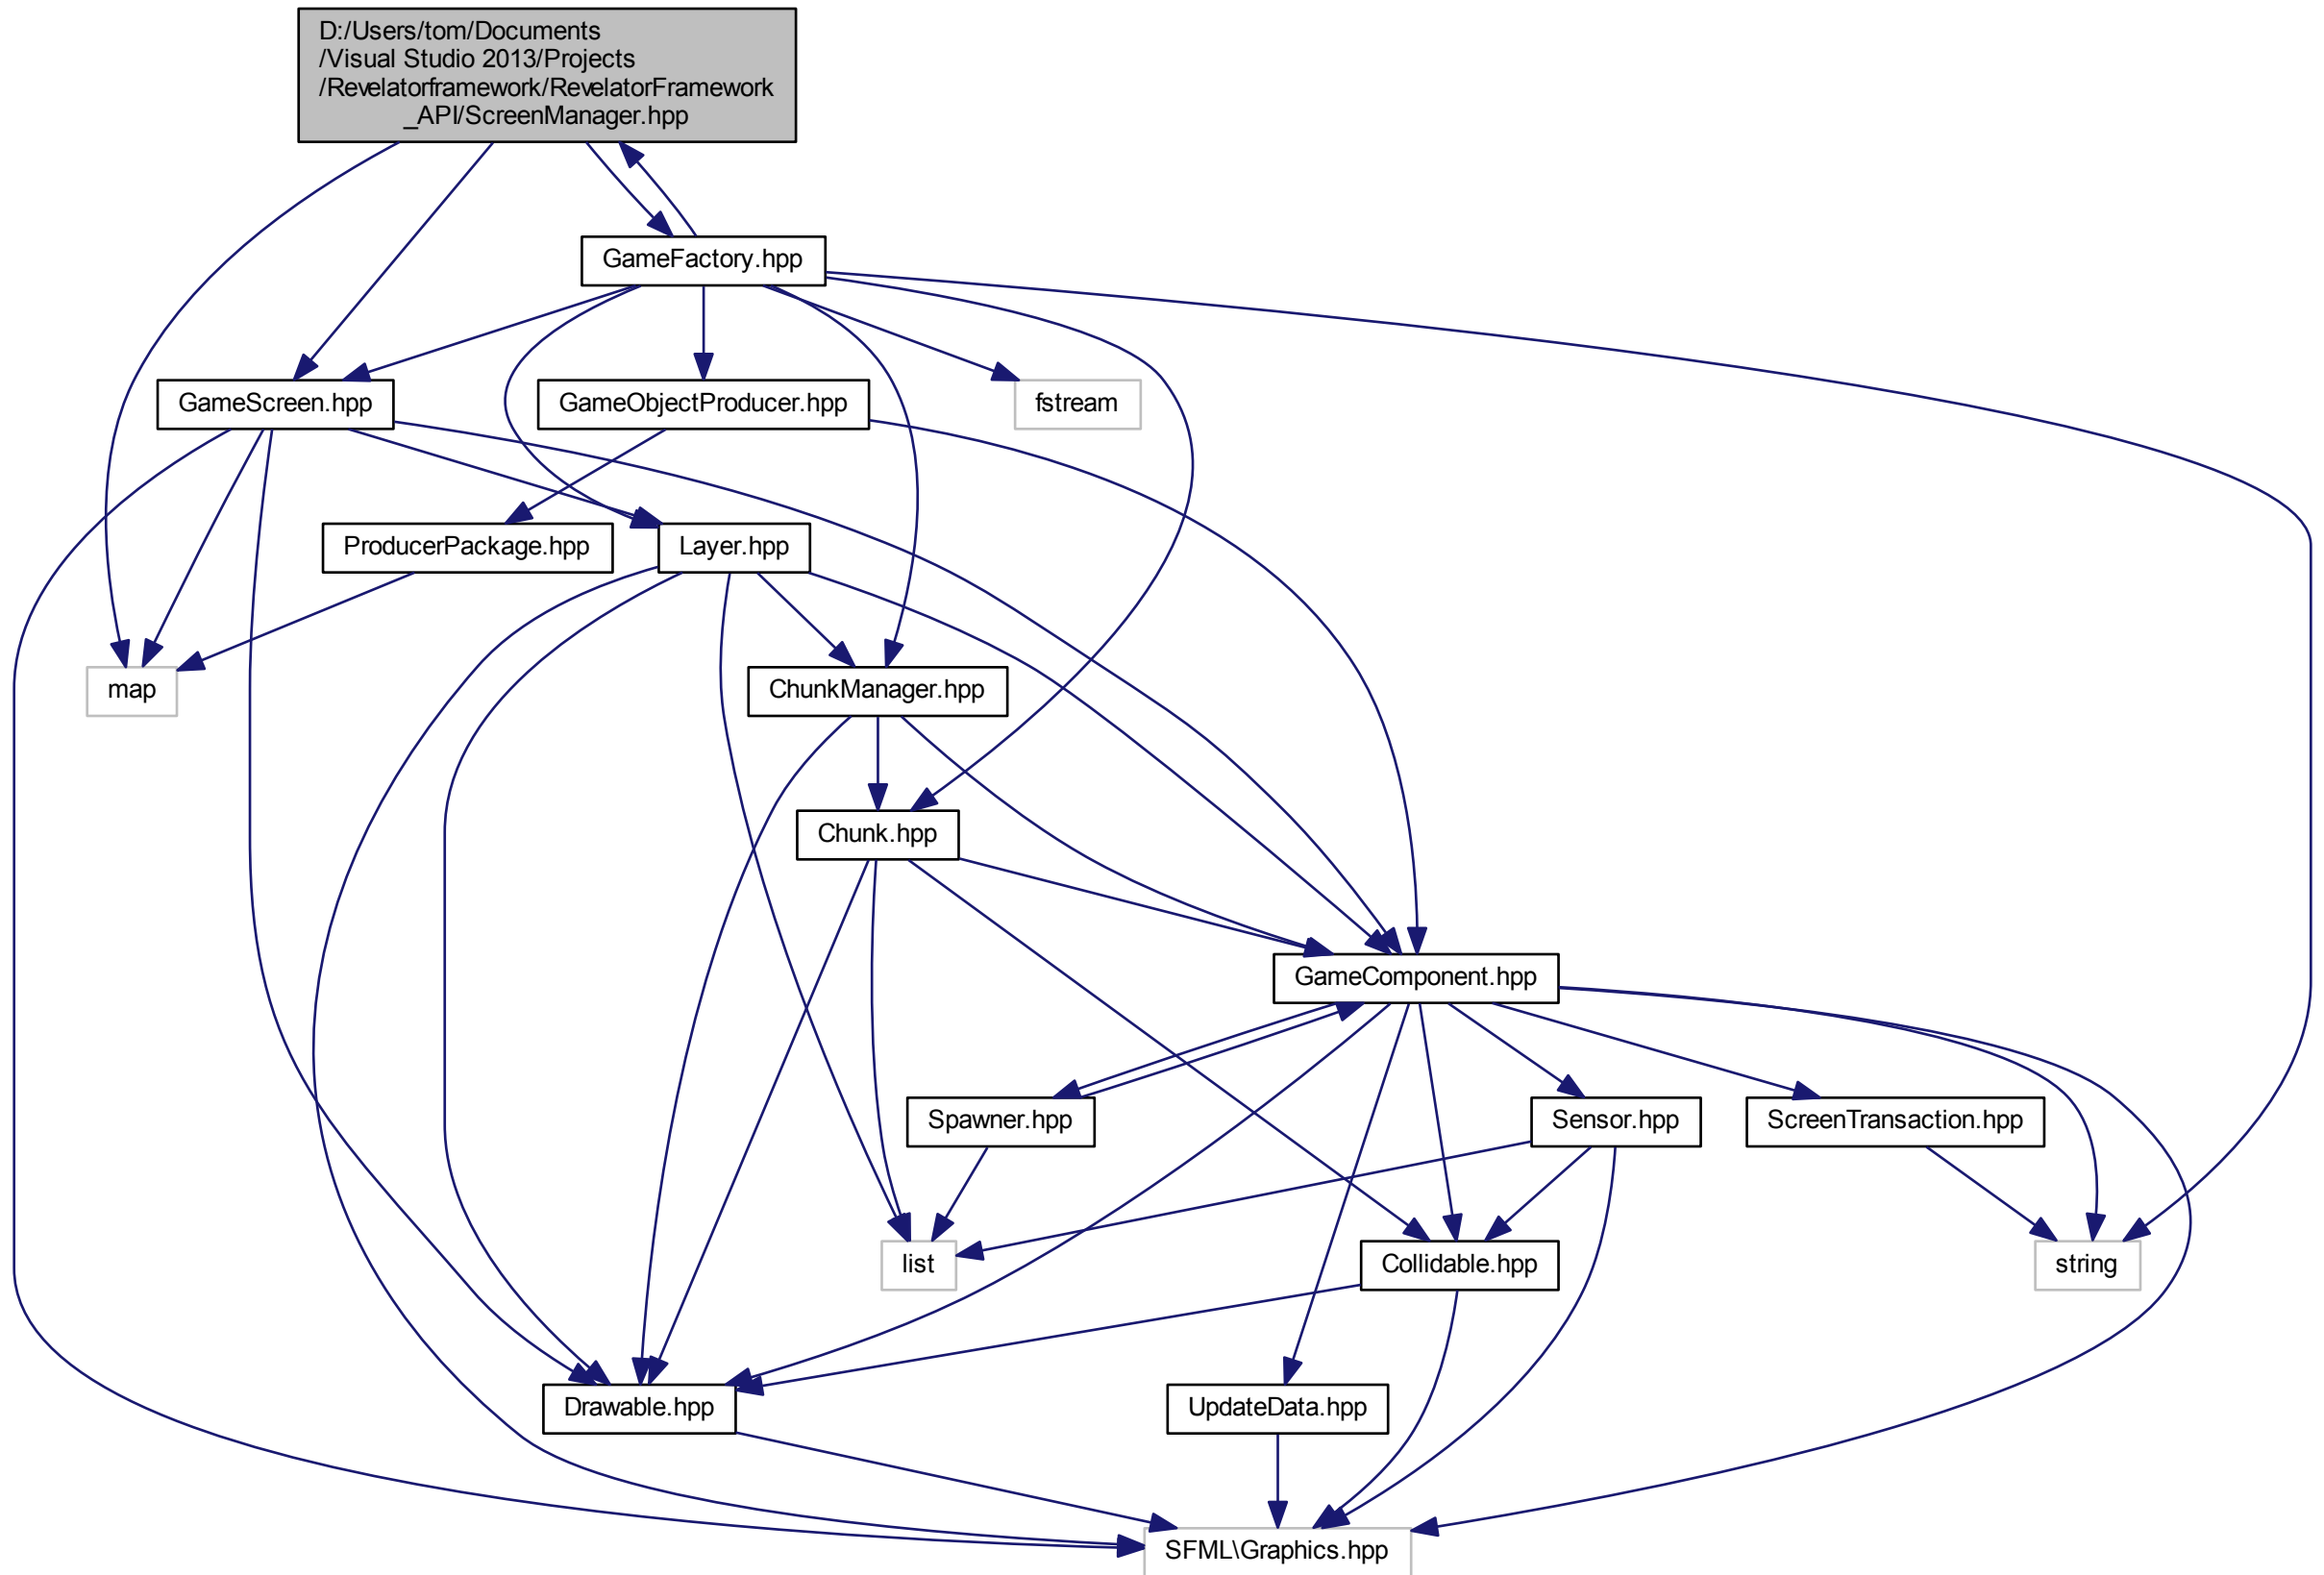 D:/Users/tom/Documents
/Visual Studio 2013/Projects
/Revelatorframework/RevelatorFramework
_API/ScreenManager.hpp
GameFactory.hpp
GameScreen.hpp
GameObjectProducer.hpp
fstream
ProducerPackage.hpp
Layer.hpp
map
ChunkManager.hpp
Chunk.hpp
GameComponent.hpp
Spawner.hpp
Sensor.hpp
ScreenTransaction.hpp
list
Collidable.hpp
string
Drawable.hpp
UpdateData.hpp
SFML\Graphics.hpp